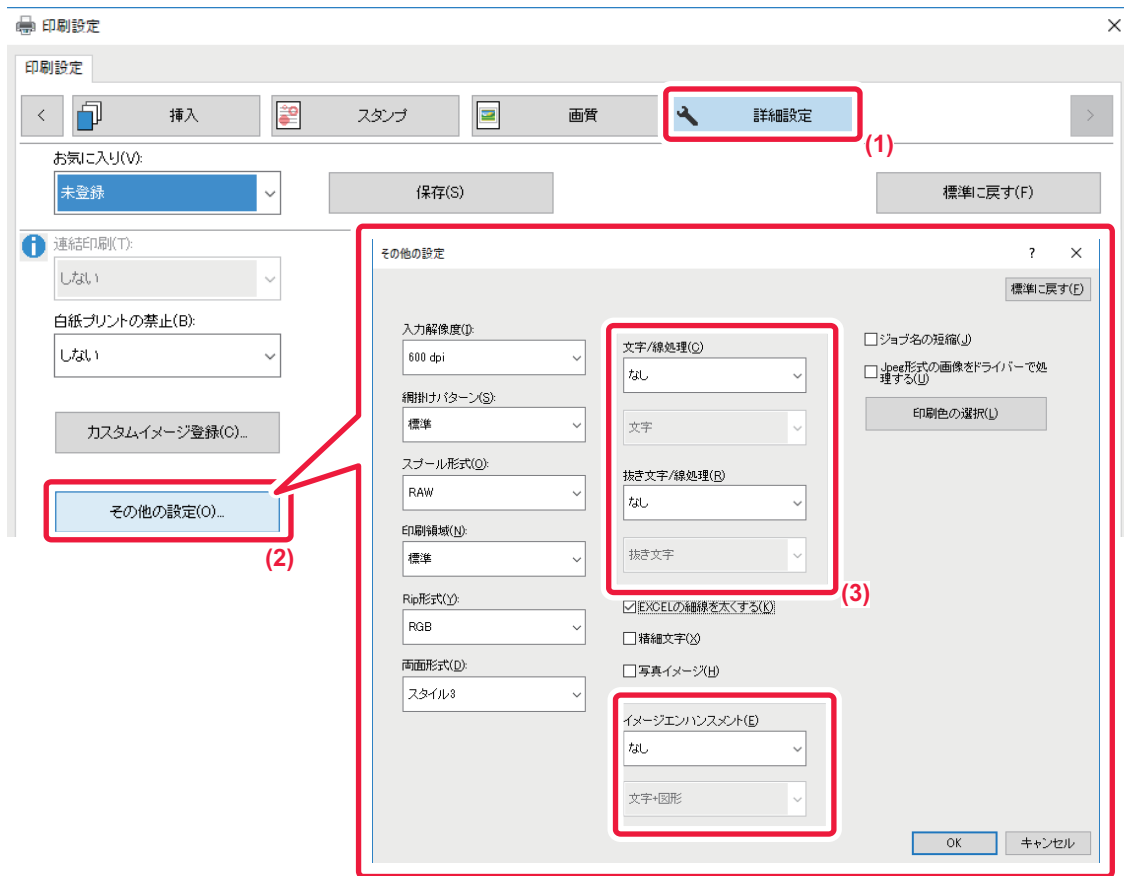 印刷設定
印刷設定
挿入 スタンプ 画質 詳細設定
(1)
お気に入り(V):
未登録 保存(S) 標準に戻す(F)
連結印刷(T):
しない
白紙プリントの禁止(B):
しない
カスタムイメージ登録(C)...
その他の設定(O)...
(2)
その他の設定
標準に戻す(F)
入力解像度(I):
600 dpi
網掛けパターン(S):
標準
スプール形式(O):
RAW
印刷領域(N):
標準
Rip形式(Y):
RGB
両面形式(D):
スタイル3
文字/線処理(C)
なし
文字
抜き文字/線処理(R)
なし
抜き文字
(3)
EXCELの細線を太くする(K)
精細文字(X)
写真イメージ(H)
イメージエンハンスメント(E)
なし
文字+図形
ジョブ名の短縮(J)
Jpeg形式の画像をドライバーで処
理する(U)
印刷色の選択(L)
OK キャンセル